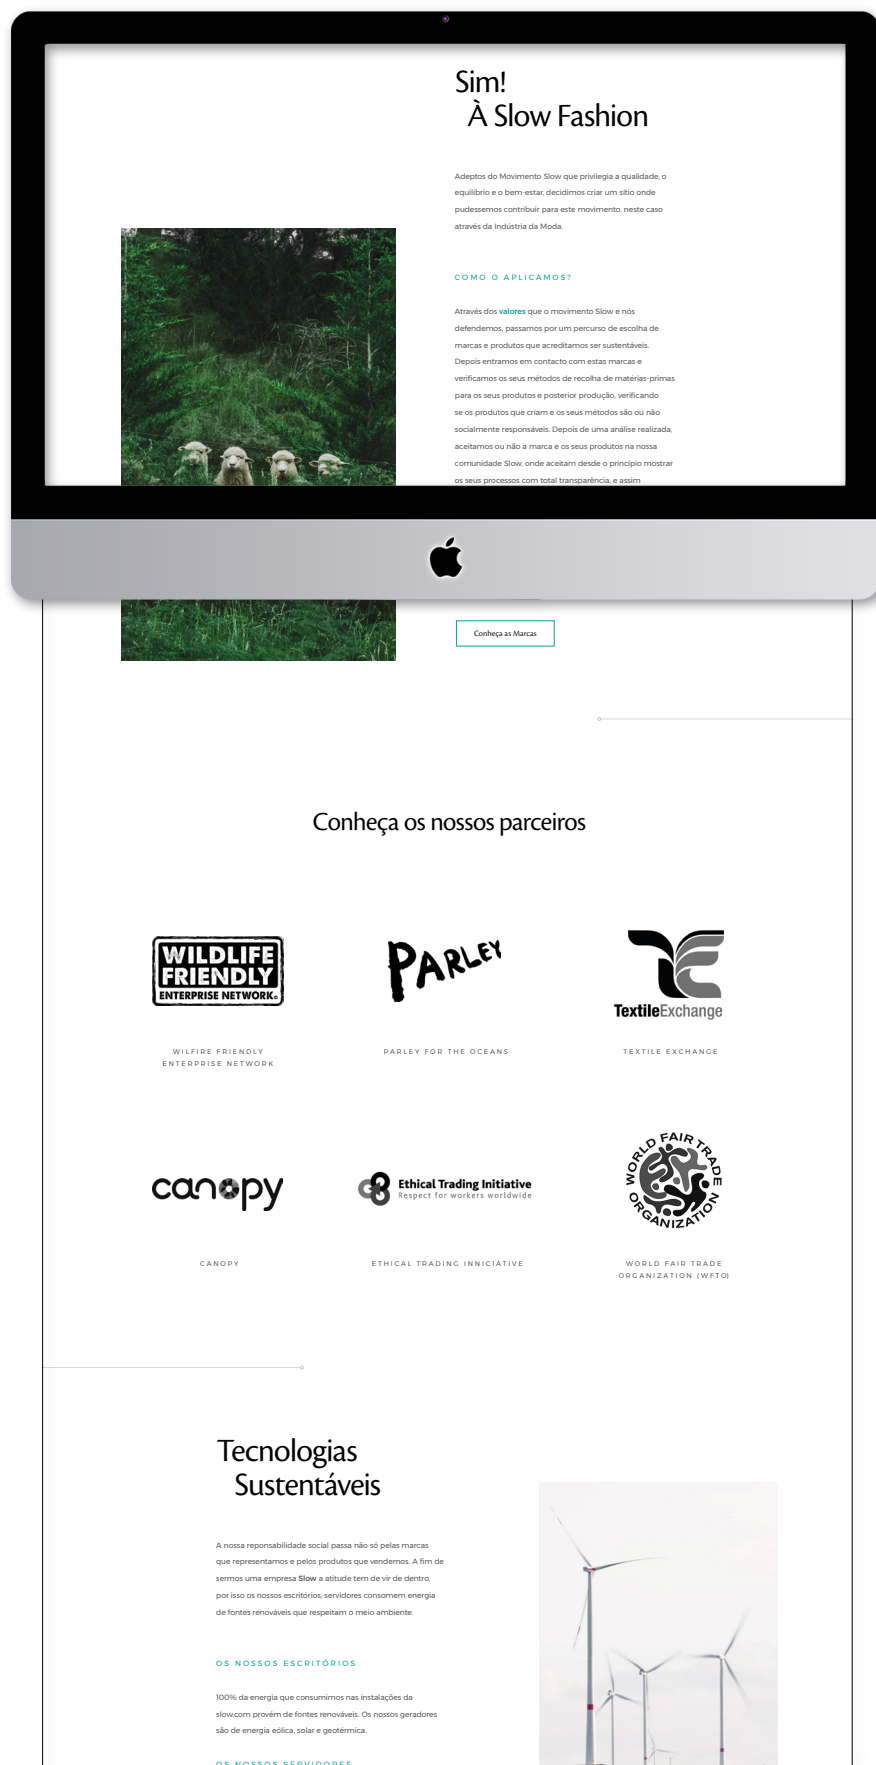 Sim!
À Slow Fashion
Adeptos do Movimento Slow que privilegia a qualidade, o
equilíbrio e o bem-estar, decidimos criar um sítio onde
pudessemos contribuir para este movimento, neste caso
através da Indústria da Moda.
COMO O APLICAMOS?
Através dos valores que o movimento Slow e nós
defendemos, passamos por um percurso de escolha de
marcas e produtos que acreditamos ser sustentáveis.
Depois entramos em contacto com estas marcas e
verificamos os seus métodos de recolha de matérias-primas
para os seus produtos e posterior produção, verificando
se os produtos que criam e os seus métodos são ou não
socialmente responsáveis. Depois de uma análise realizada,
aceitamos ou não a marca e os seus produtos na nossa
comunidade Slow, onde aceitam desde o princípio mostrar
os seus processos com total transparência, e assim
Conheça as Marcas
Conheça os nossos parceiros
WILDLIFE
FRIENDLY
ENTERPRISE NETWORK®
PARLEY
TextileExchange
WILFIRE FRIENDLY
ENTERPRISE NETWORK
PARLEY FOR THE OCEANS
TEXTILE EXCHANGE
canopy
Ethical Trading Initiative
Respect for workers worldwide
WORLD FAIR TRADE
ORGANIZATION
CANOPY
ETHICAL TRADING INNICIATIVE
WORLD FAIR TRADE
ORGANIZATION (WFTO)
Tecnologias
Sustentáveis
A nossa reponsabilidade social passa não só pelas marcas
que representamos e pelos produtos que vendemos. A fim de
sermos uma empresa Slow a atitude tem de vir de dentro,
por isso os nossos escritórios, servidores consomem energia
de fontes renováveis que respeitam o meio ambiente.
OS NOSSOS ESCRITÓRIOS
100% da energia que consumimos nas instalações da
slow.com provém de fontes renováveis. Os nossos geradores
são de energia eólica, solar e geotérmica.
OS NOSSOS SERVIDORES